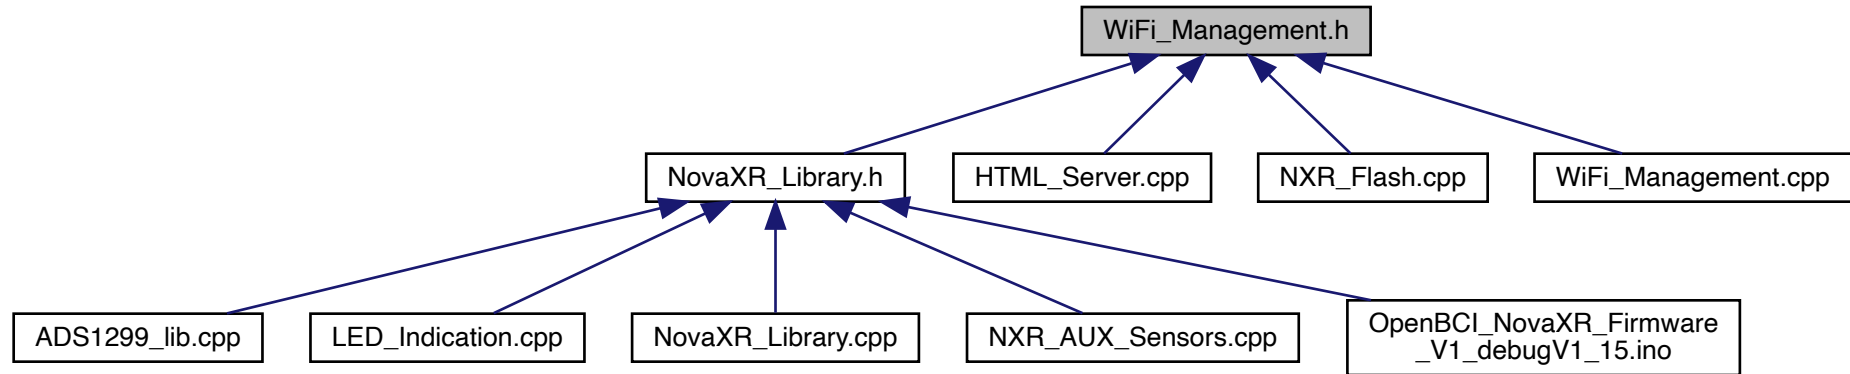 WiFi_Management.h
NovaXR_Library.h
HTML_Server.cpp
NXR_Flash.cpp
WiFi_Management.cpp
ADS1299_lib.cpp
LED_Indication.cpp
NovaXR_Library.cpp
NXR_AUX_Sensors.cpp
OpenBCI_NovaXR_Firmware
_V1_debugV1_15.ino